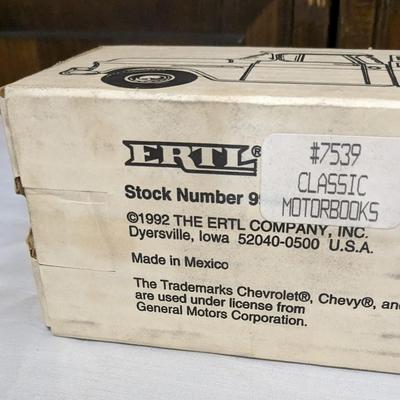 ERTL®
#7539
CLASSIC
MOTORBOOKS
Stock Number
©1992 THE ERTL COMPANY, INC.
Dyersville, Iowa 52040-0500 U.S.A.
Made in Mexico
The Trademarks Chevrolet®, Chevy®, and
are used under license from
General Motors Corporation.